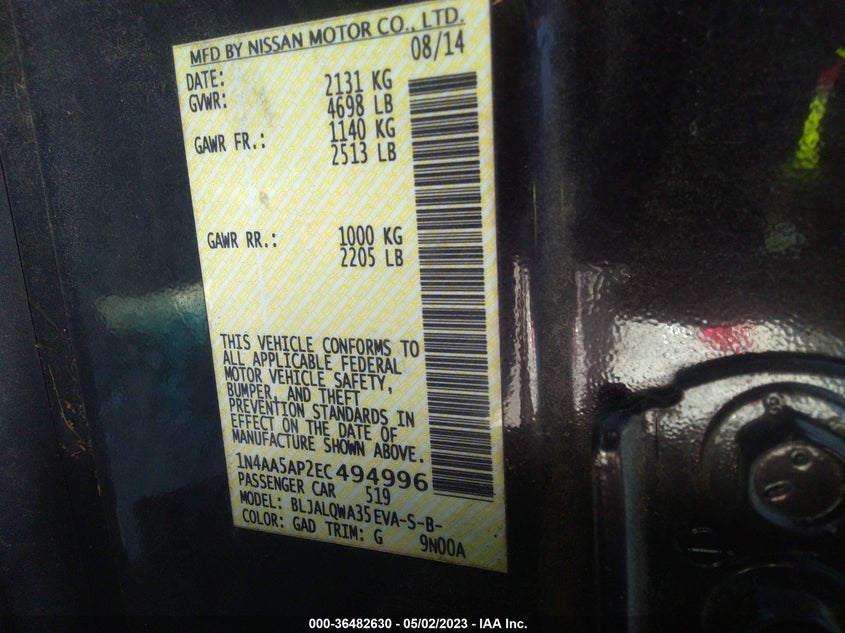 MFD BY NISSAN MOTOR CO., LTD.
DATE: 08/14
GVWR: 2131 KG
4698 LB
GAWR FR.: 1140 KG
2513 LB
GAWR RR.: 1000 KG
2205 LB
THIS VEHICLE CONFORMS TO
ALL APPLICABLE FEDERAL
MOTOR VEHICLE SAFETY,
BUMPER, AND THEFT
PREVENTION STANDARDS IN
EFFECT ON THE DATE OF
MANUFACTURE SHOWN ABOVE.
1N4AA5AP2EC494996
PASSENGER CAR 519
MODEL: BLJALQWA35EVA-S-B-
COLOR: GAD TRIM: G 9N00A
000-36482630 - 05/02/2023 - IAA Inc.